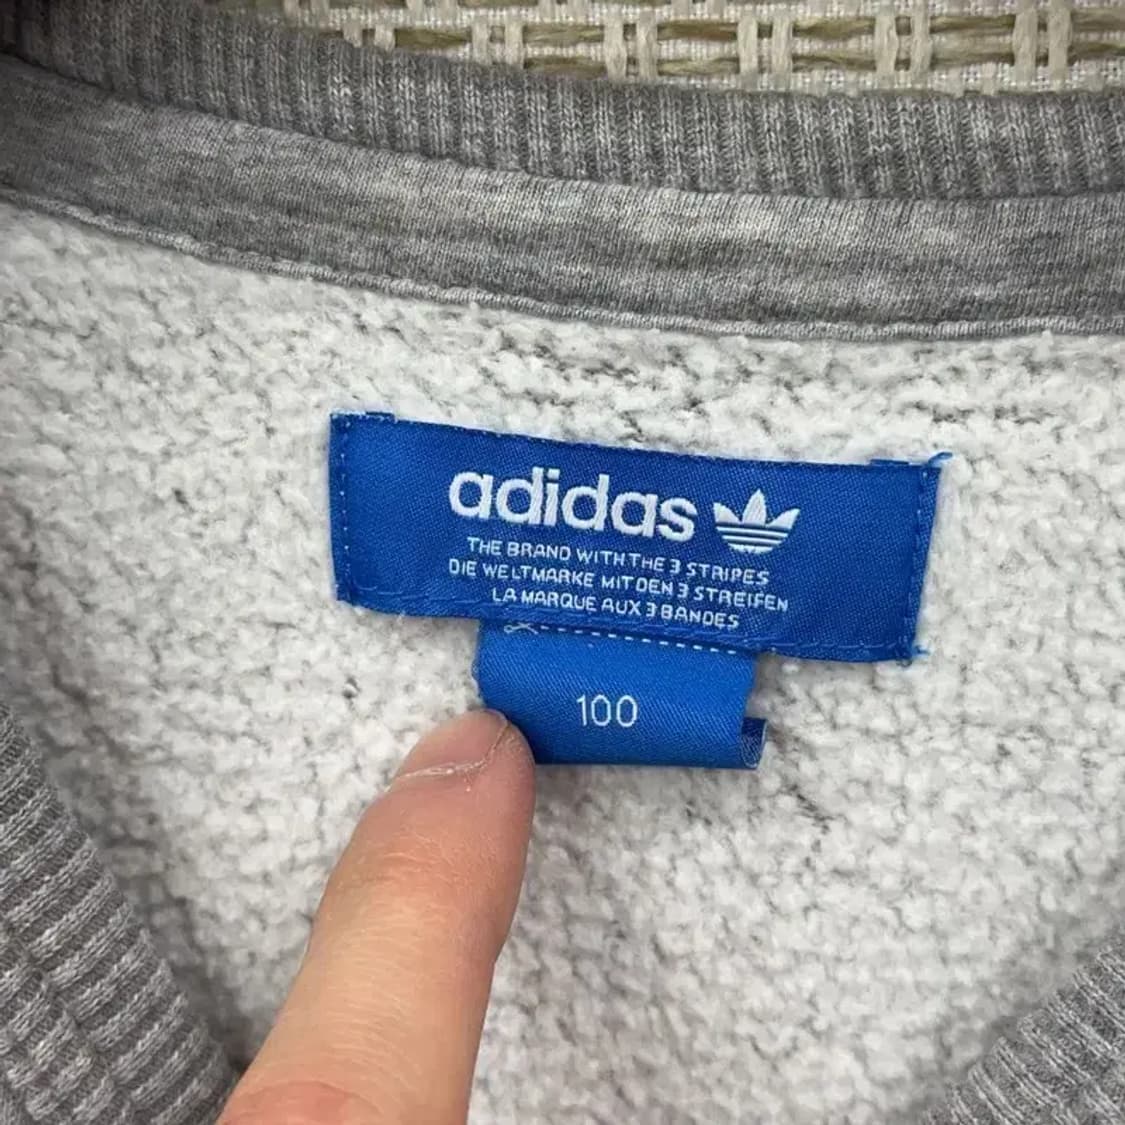 adidas
THE BRAND WITH THE 3 STRIPES
DIE WELTMARKE MIT DEN 3 STREIFEN
LA MARQUE AUX 3 BANDES
100